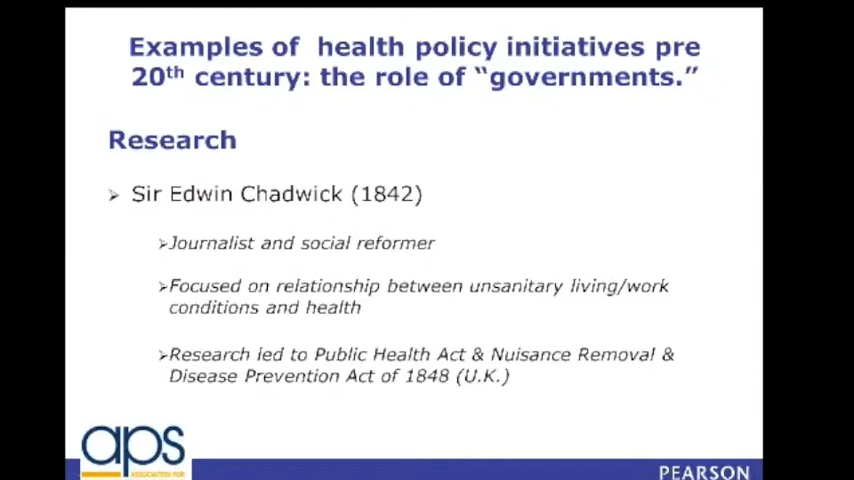 Examples of health policy initiatives pre
20th century: the role of “governments.”
Research
➢ Sir Edwin Chadwick (1842)
➢Journalist and social reformer
➢Focused on relationship between unsanitary living/work
conditions and health
➢Research led to Public Health Act & Nuisance Removal &
Disease Prevention Act of 1848 (U.K.)
aps
ASSOCIATION FOR
PEARSON